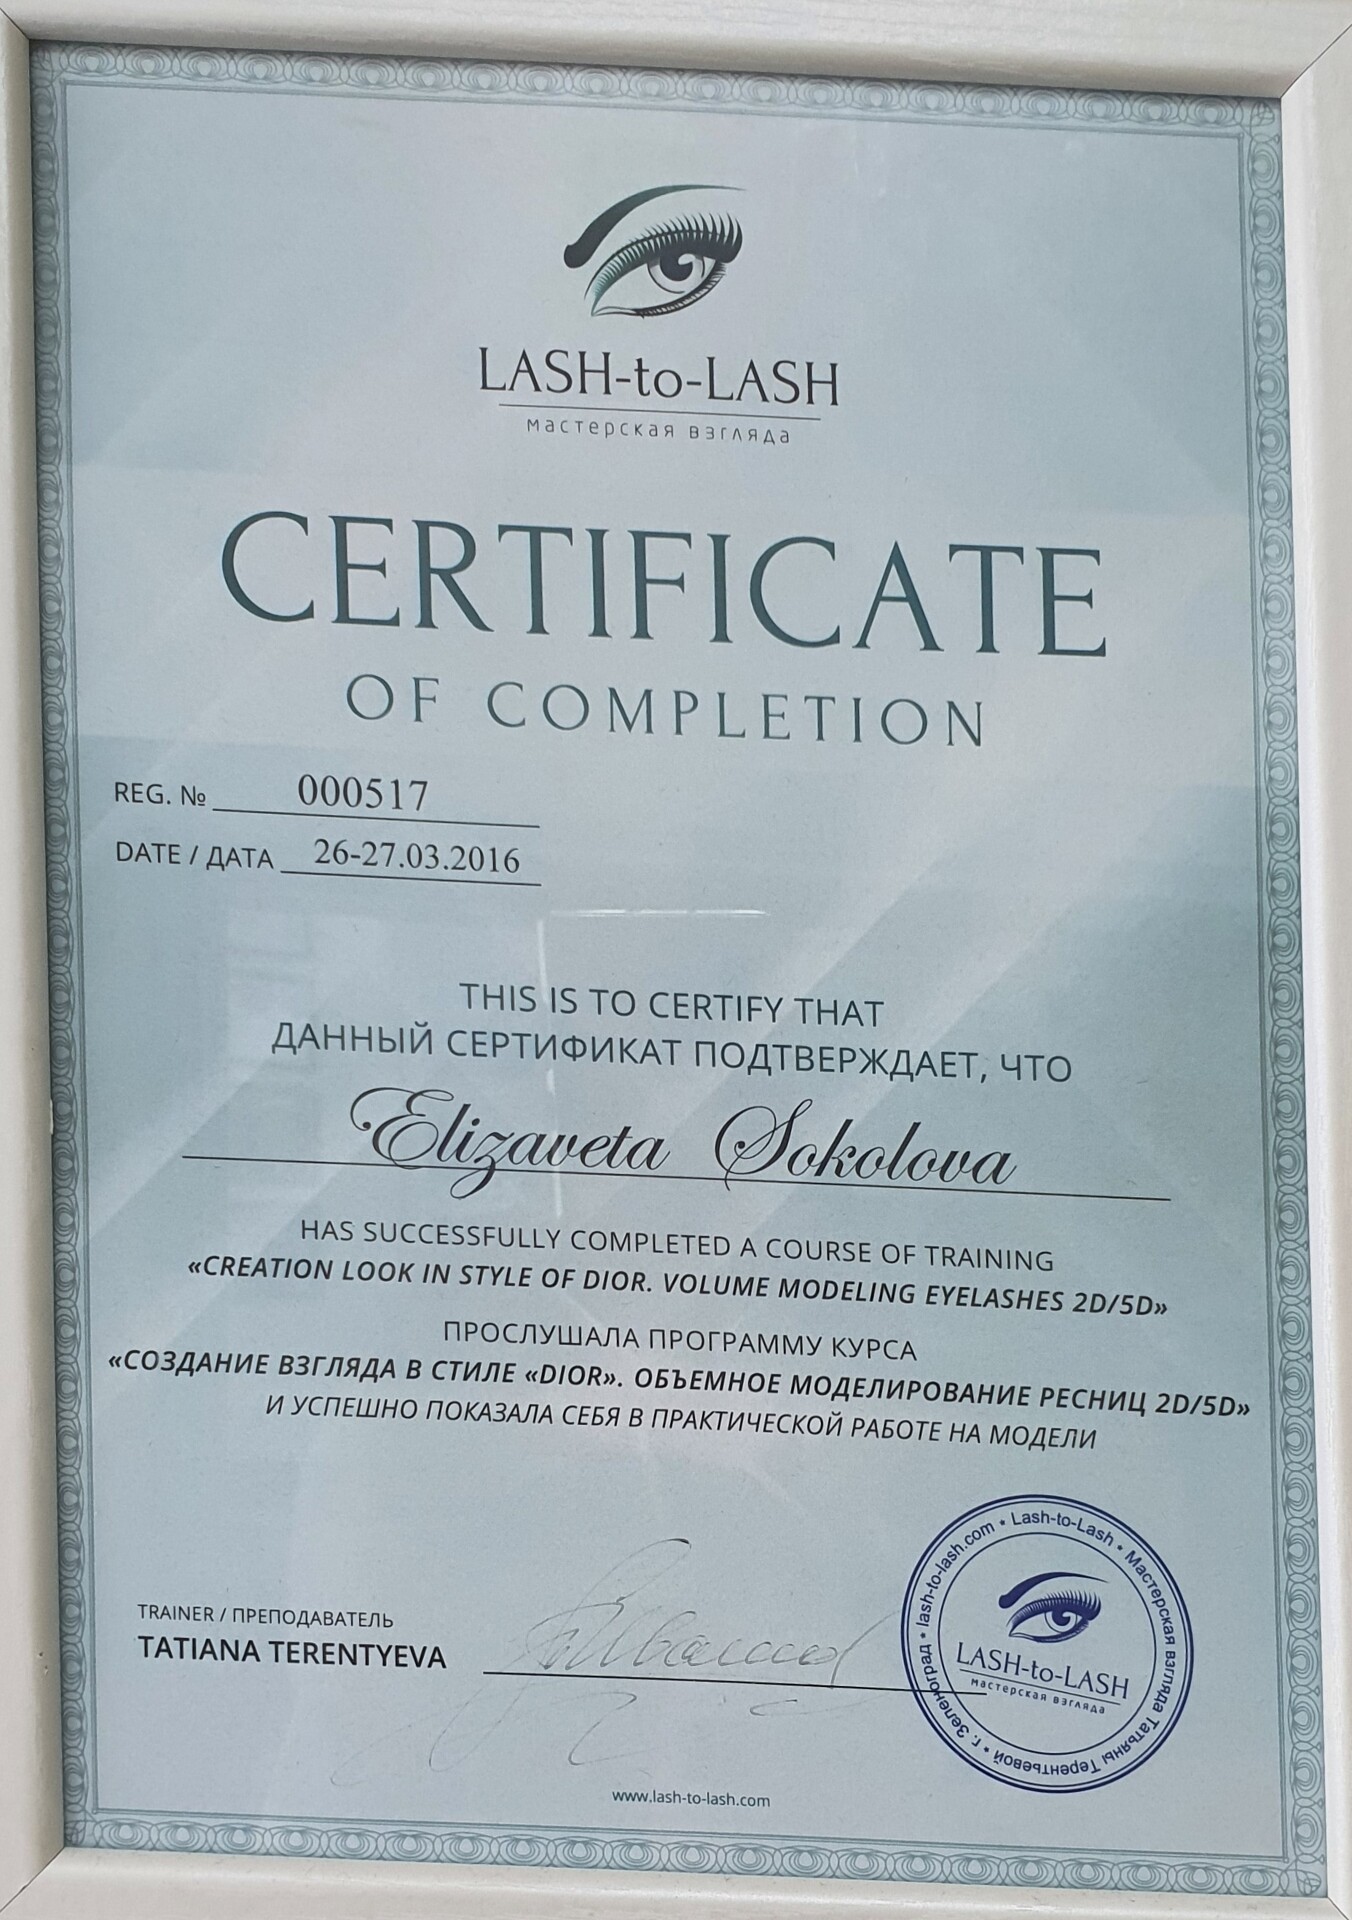 LASH-to-LASH
мастерская взгляда
CERTIFICATE
OF COMPLETION
REG. № 000517
DATE / ДАТА 26-27.03.2016
THIS IS TO CERTIFY THAT
ДАННЫЙ СЕРТИФИКАТ ПОДТВЕРЖДАЕТ, ЧТО
Elizaveta Sokolova
HAS SUCCESSFULLY COMPLETED A COURSE OF TRAINING
«CREATION LOOK IN STYLE OF DIOR. VOLUME MODELING EYELASHES 2D/5D»
ПРОСЛУШАЛА ПРОГРАММУ КУРСА
«СОЗДАНИЕ ВЗГЛЯДА В СТИЛЕ «DIOR». ОБЪЕМНОЕ МОДЕЛИРОВАНИЕ РЕСНИЦ 2D/5D»
И УСПЕШНО ПОКАЗАЛА СЕБЯ В ПРАКТИЧЕСКОЙ РАБОТЕ НА МОДЕЛИ
TRAINER / ПРЕПОДАВАТЕЛЬ
TATIANA TERENTYEVA
Lash-to-Lash * Мастерская взгляда Татьяны Терентьевой * г. Зеленоград * lash-to-lash.com *
LASH-to-LASH
мастерская взгляда
www.lash-to-lash.com